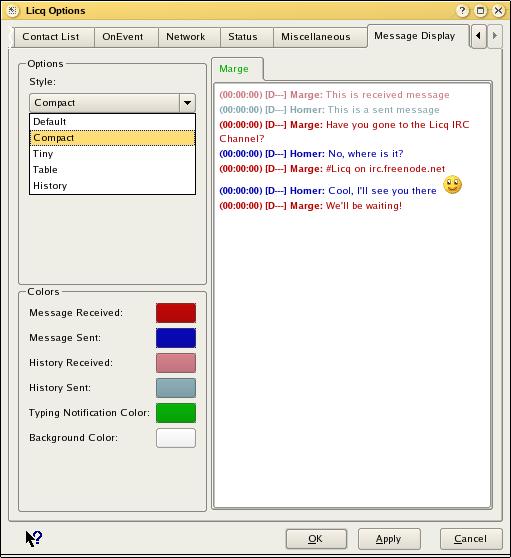 Licq Options
Contact List OnEvent Network Status Miscellaneous Message Display
Options
Style:
Compact
Default
Compact
Tiny
Table
History
Colors
Message Received:
Message Sent:
History Received:
History Sent:
Typing Notification Color:
Background Color:
Marge
(00:00:00) [D---] Marge: This is received message
(00:00:00) [D---] Homer: This is a sent message
(00:00:00) [D---] Marge: Have you gone to the Licq IRC
Channel?
(00:00:00) [D---] Homer: No, where is it?
(00:00:00) [D---] Marge: #Licq on irc.freenode.net
(00:00:00) [D---] Homer: Cool, I'll see you there
(00:00:00) [D---] Marge: We'll be waiting!
OK Apply Cancel